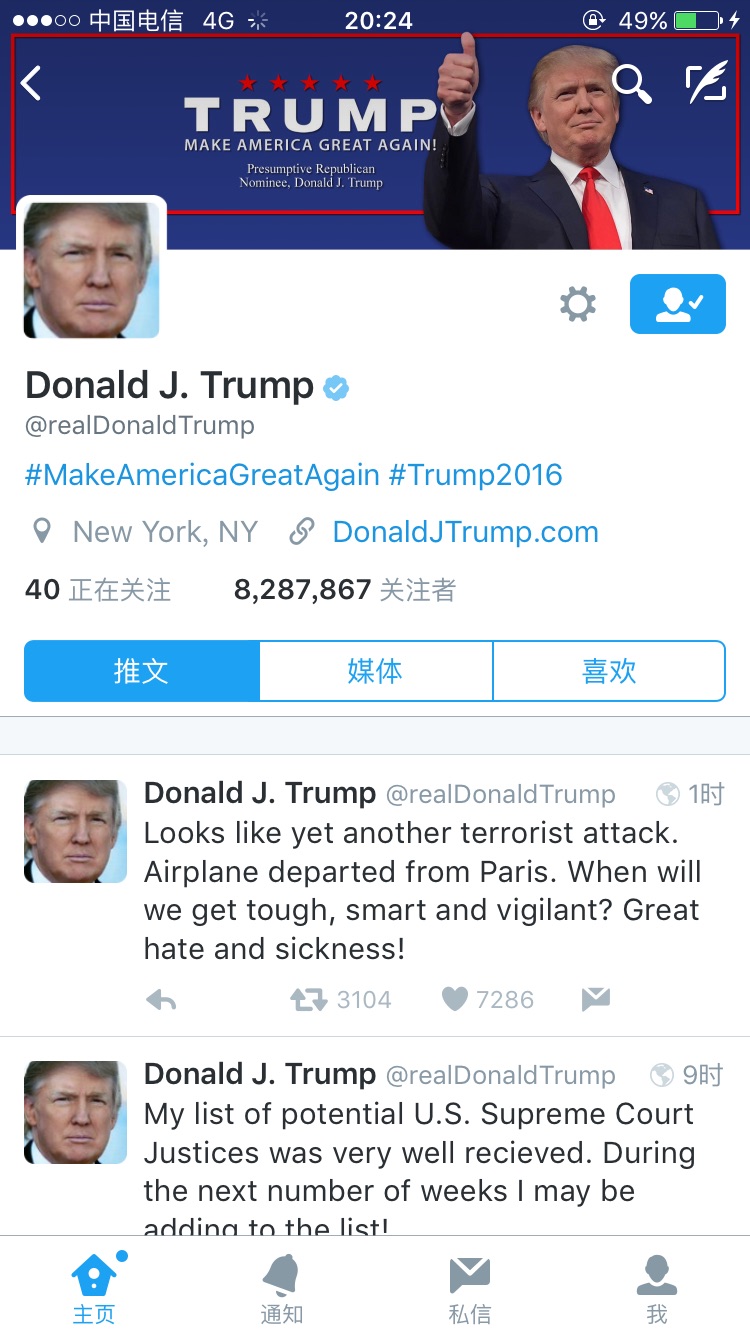 中国电信 4G 20:24 49%
TRUMP
MAKE AMERICA GREAT AGAIN!
Presumptive Republican
Nominee, Donald J. Trump
Donald J. Trump
@realDonaldTrump
#MakeAmericaGreatAgain #Trump2016
New York, NY DonaldJTrump.com
40 正在关注 8,287,867 关注者
推文 媒体 喜欢
Donald J. Trump @realDonaldTrump 1时
Looks like yet another terrorist attack.
Airplane departed from Paris. When will
we get tough, smart and vigilant? Great
hate and sickness!
3104 7286
Donald J. Trump @realDonaldTrump 9时
My list of potential U.S. Supreme Court
Justices was very well recieved. During
the next number of weeks I may be
adding to the list!
主页 通知 私信 我